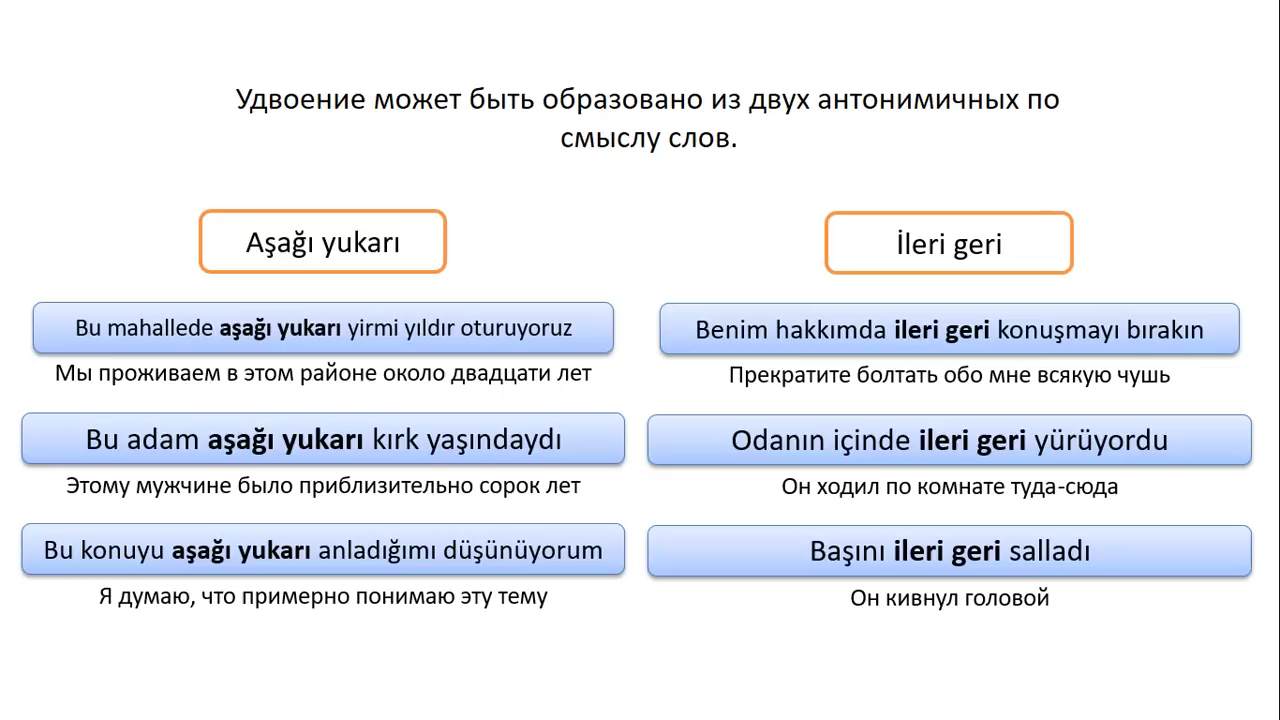 Удвоение может быть образовано из двух антонимичных по
смыслу слов.
Aşağı yukarı
Bu mahallede aşağı yukarı yirmi yıldır oturuyoruz
Мы проживаем в этом районе около двадцати лет
Bu adam aşağı yukarı kırk yaşındaydı
Этому мужчине было приблизительно сорок лет
Bu konuyu aşağı yukarı anladığımı düşünüyorum
Я думаю, что примерно понимаю эту тему
İleri geri
Benim hakkımda ileri geri konuşmayı bırakın
Прекратите болтать обо мне всякую чушь
Odanın içinde ileri geri yürüyordu
Он ходил по комнате туда-сюда
Başını ileri geri salladı
Он кивнул головой